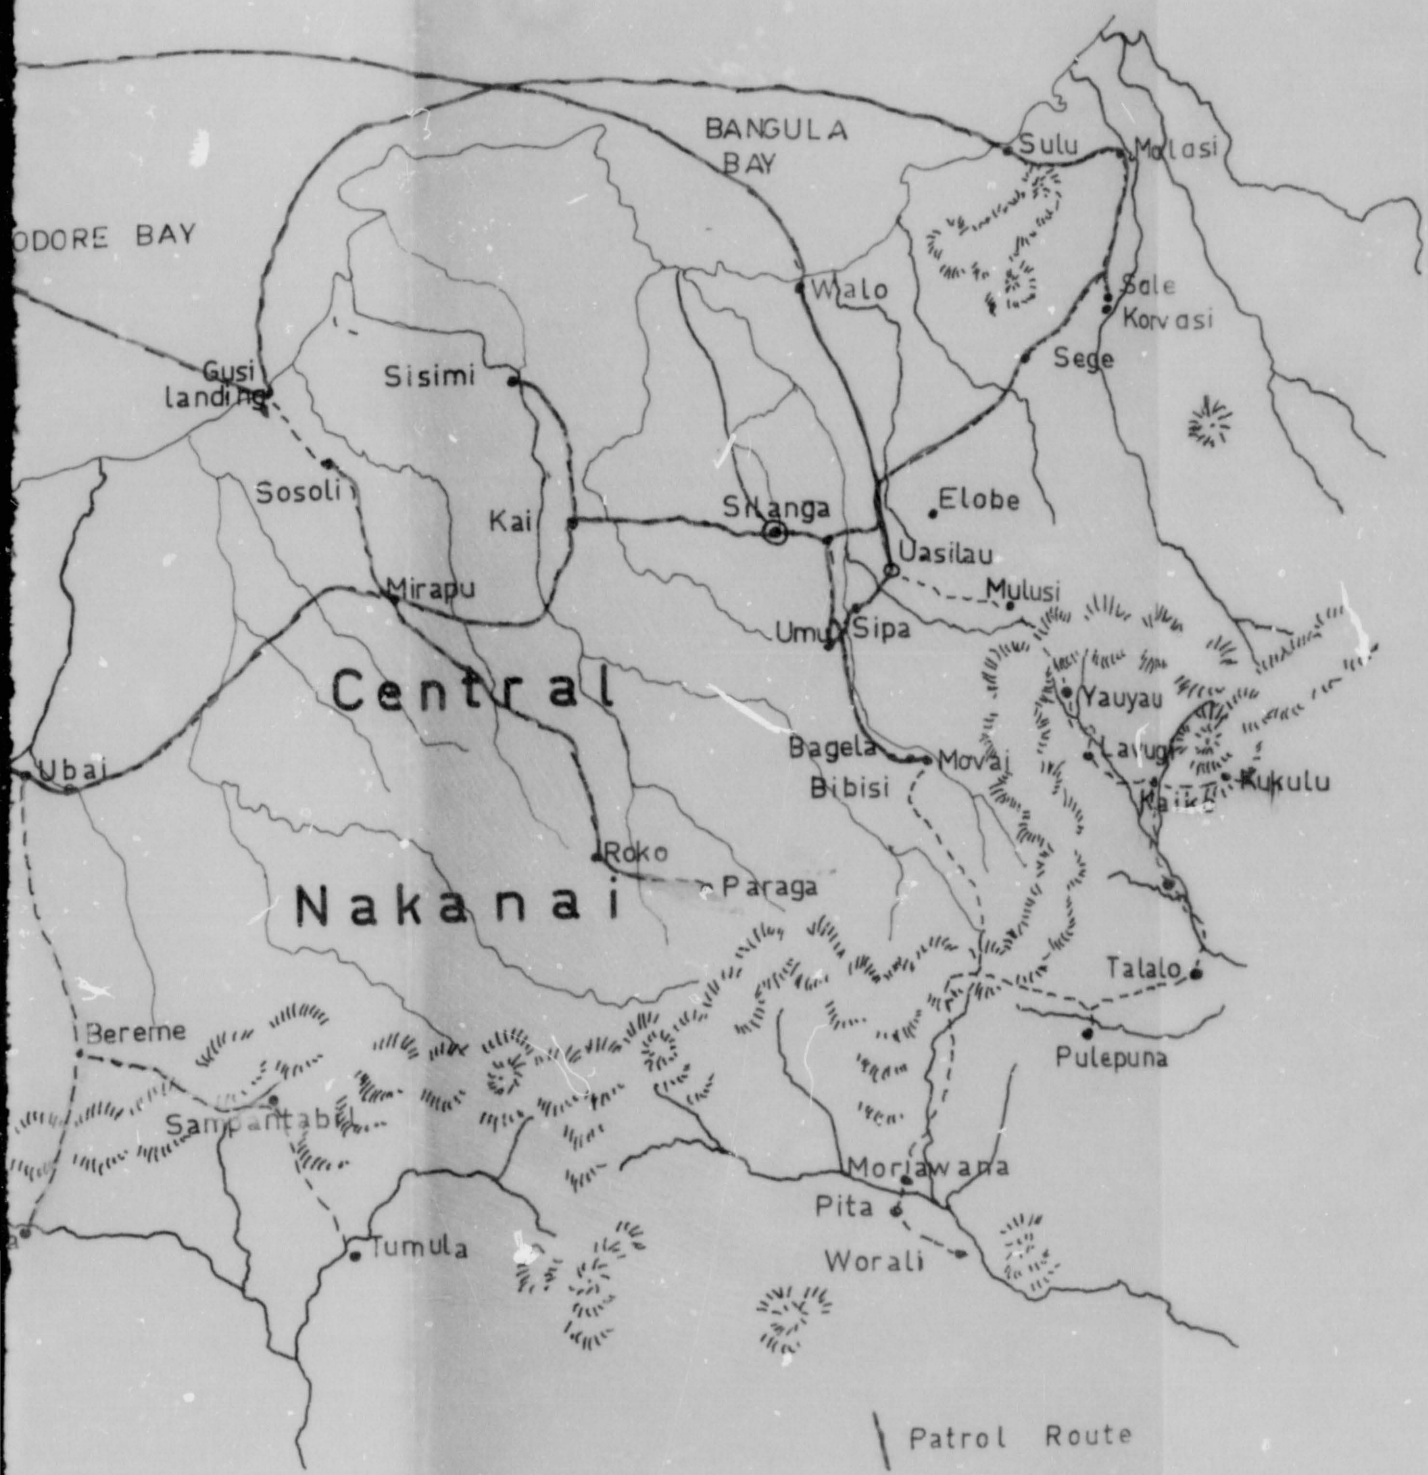 BANGULA
BAY
Sulu
Malasi
ODORE BAY
Walo
Sale
Korvasi
Sege
Gusi
landing
Sisimi
Sosoli
Kai
Silanga
Elobe
Uasilau
Mirapu
Mulusi
Umu
Sipa
Central
Yauyau
Ubai
Bagela
Movai
Lavugi
Bibisi
Kaiko
Kukulu
Roko
Paraga
Nakanai
Talalo
Bereme
Pulepuna
Sampantabil
a
Moriawana
Pita
Tumula
Worali
Patrol Route